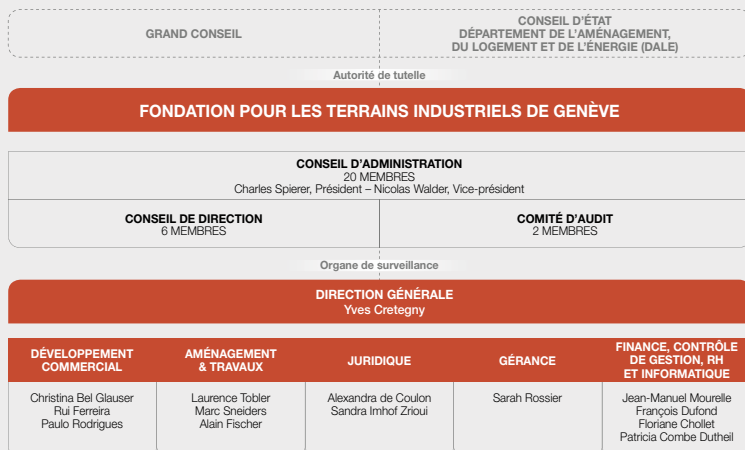 GRAND CONSEIL
CONSEIL D'ÉTAT
DÉPARTEMENT DE L'AMÉNAGEMENT,
DU LOGEMENT ET DE L'ÉNERGIE (DALE)
Autorité de tutelle
FONDATION POUR LES TERRAINS INDUSTRIELS DE GENÈVE
CONSEIL D'ADMINISTRATION
20 MEMBRES
Charles Spierer, Président – Nicolas Walder, Vice-président
CONSEIL DE DIRECTION
6 MEMBRES
COMITÉ D'AUDIT
2 MEMBRES
Organe de surveillance
DIRECTION GÉNÉRALE
Yves Cretegny
DÉVELOPPEMENT
COMMERCIAL
Christina Bel Glauser
Rui Ferreira
Paulo Rodrigues
AMÉNAGEMENT
& TRAVAUX
Laurence Tobler
Marc Sneiders
Alain Fischer
JURIDIQUE
Alexandra de Coulon
Sandra Imhof Zrioui
GÉRANCE
Sarah Rossier
FINANCE, CONTRÔLE
DE GESTION, RH
ET INFORMATIQUE
Jean-Manuel Mourelle
François Dufond
Floriane Chollet
Patricia Combe Dutheil